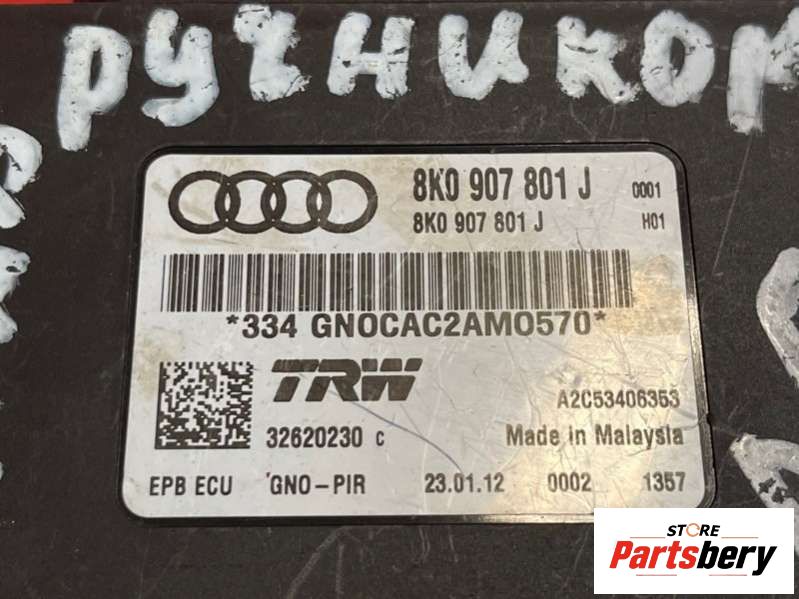 ручником
8K0 907 801 J 0001
8K0 907 801 J H01
*334 GNOCAC2AM0570*
TRW A2C53406353
32620230 C Made in Malaysia
EPB ECU GNO-PIR 23.01.12 0002 1357
STORE
Partsbery